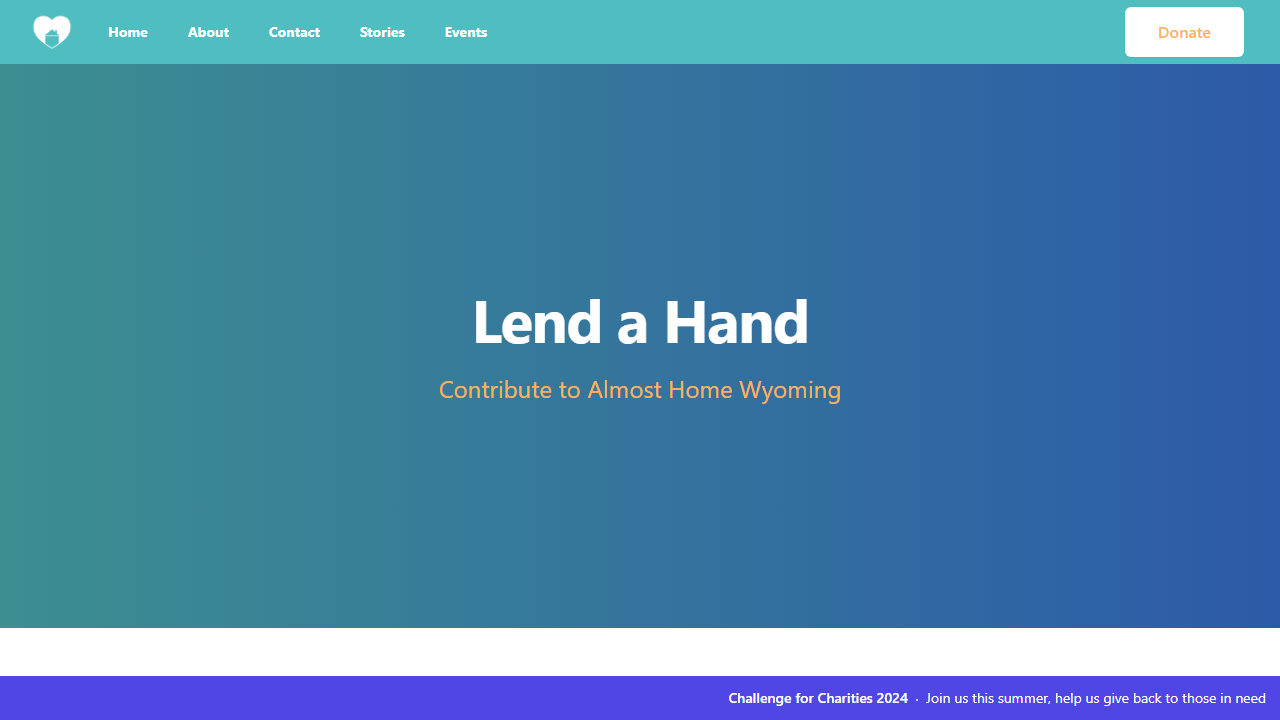 Home About Contact Stories Events Donate
Lend a Hand
Contribute to Almost Home Wyoming
Challenge for Charities 2024 · Join us this summer, help us give back to those in need